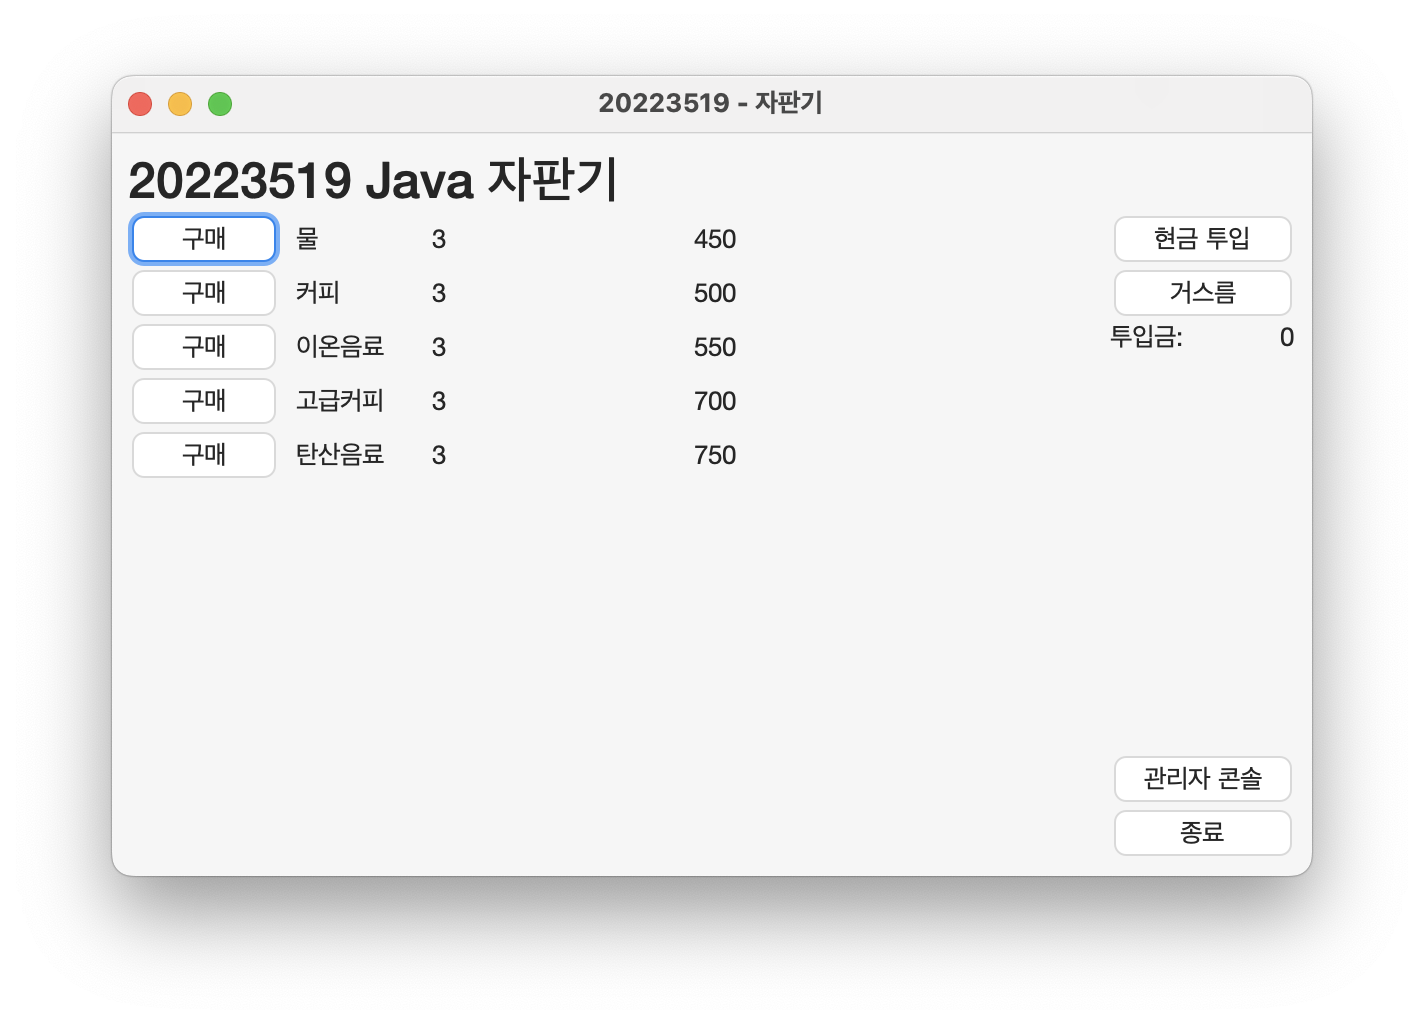 20223519 - 자판기
20223519 Java 자판기
구매 물 3 450 현금 투입
구매 커피 3 500 거스름
투입금: 0
구매 이온음료 3 550
구매 고급커피 3 700
구매 탄산음료 3 750
관리자 콘솔
종료